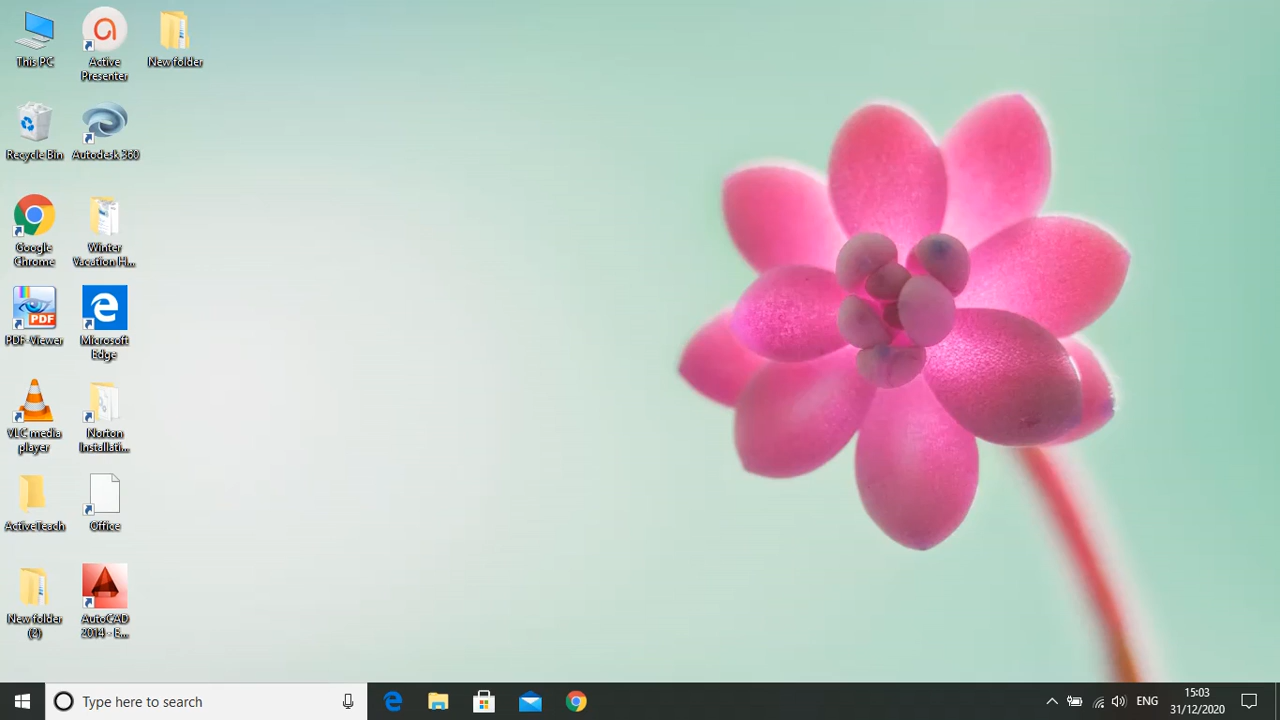 This PC
Active
Presenter
New folder
Recycle Bin
Autodesk 360
Google
Chrome
Winter
Vacation H...
PDF
PDF-Viewer
Microsoft
Edge
VLC media
player
Norton
Installati...
ActiveTeach
Office
New folder
(2)
AutoCAD
2014 - E...
Type here to search
ENG
15:03
31/12/2020